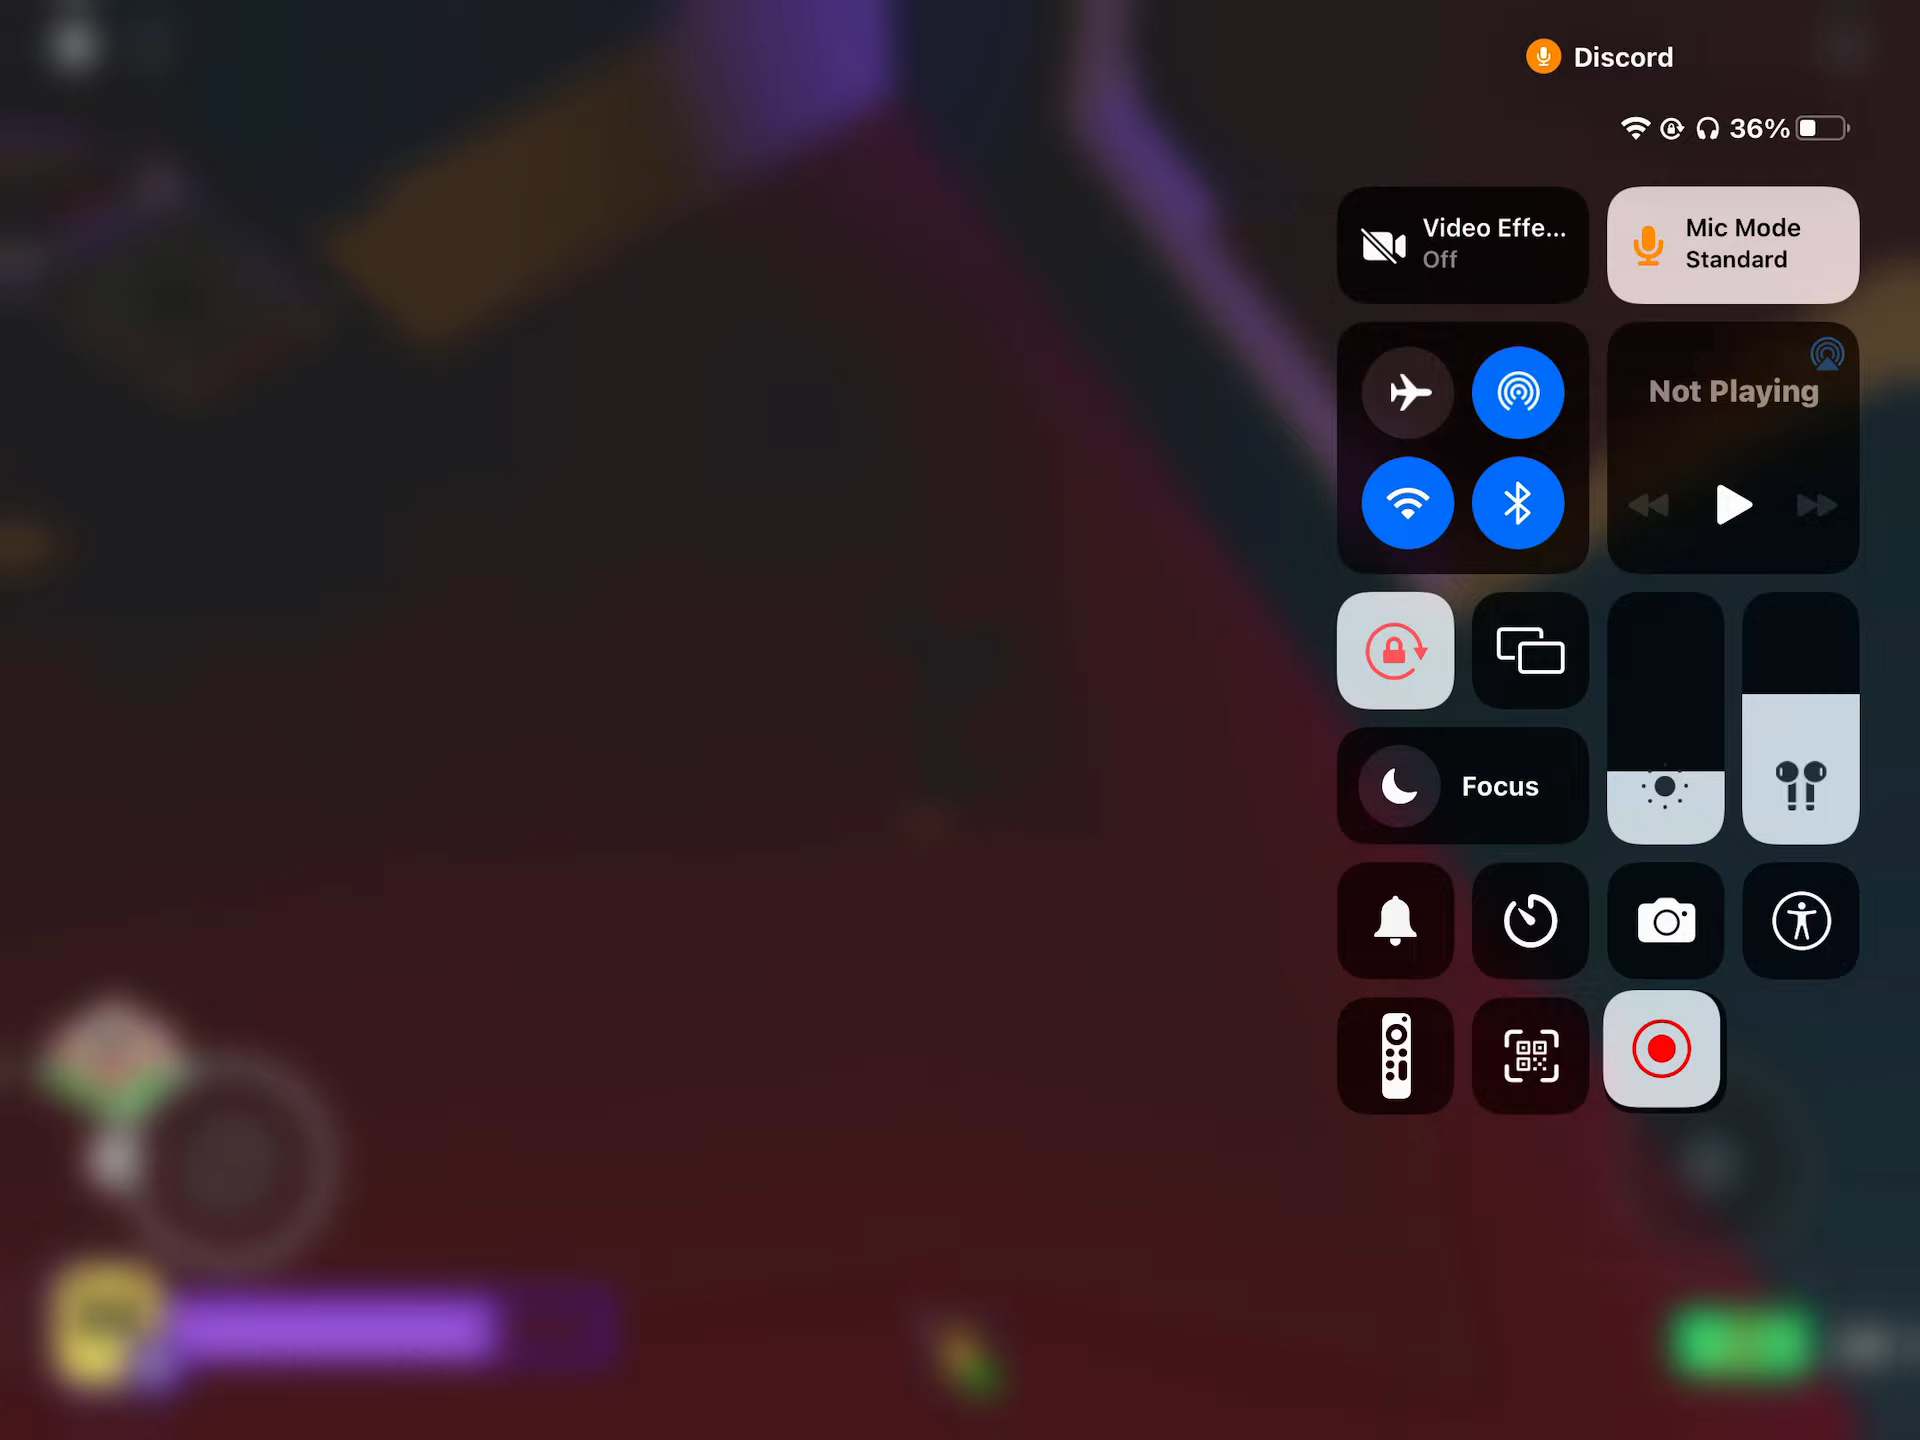 Discord
36%
Video Effe...
Off
Mic Mode
Standard
Not Playing
Focus